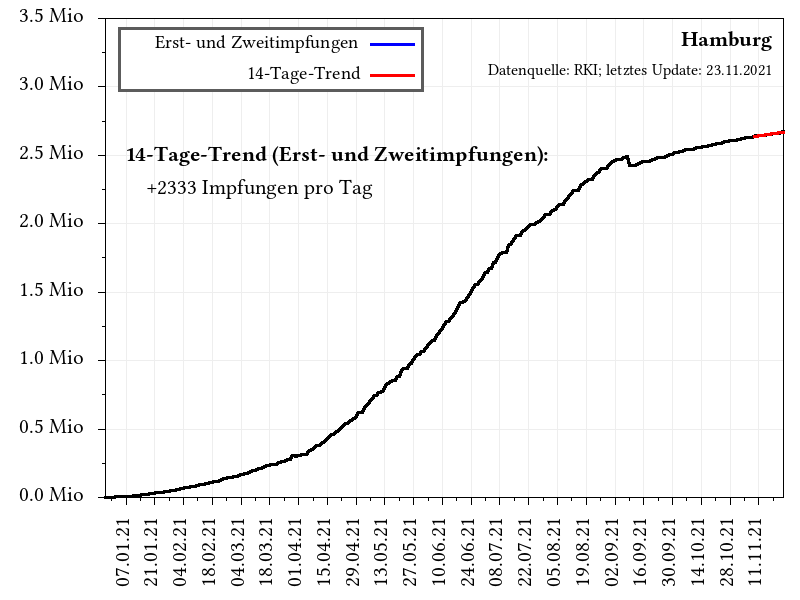 3.5 Mio
3.0 Mio
2.5 Mio
2.0 Mio
1.5 Mio
1.0 Mio
0.5 Mio
0.0 Mio
Erst- und Zweitimpfungen
14-Tage-Trend
Hamburg
Datenquelle: RKI; letztes Update: 23.11.2021
14-Tage-Trend (Erst- und Zweitimpfungen):
+2333 Impfungen pro Tag
07.01.21
21.01.21
04.02.21
18.02.21
04.03.21
18.03.21
01.04.21
15.04.21
29.04.21
13.05.21
27.05.21
10.06.21
24.06.21
08.07.21
22.07.21
05.08.21
19.08.21
02.09.21
16.09.21
30.09.21
14.10.21
28.10.21
11.11.21